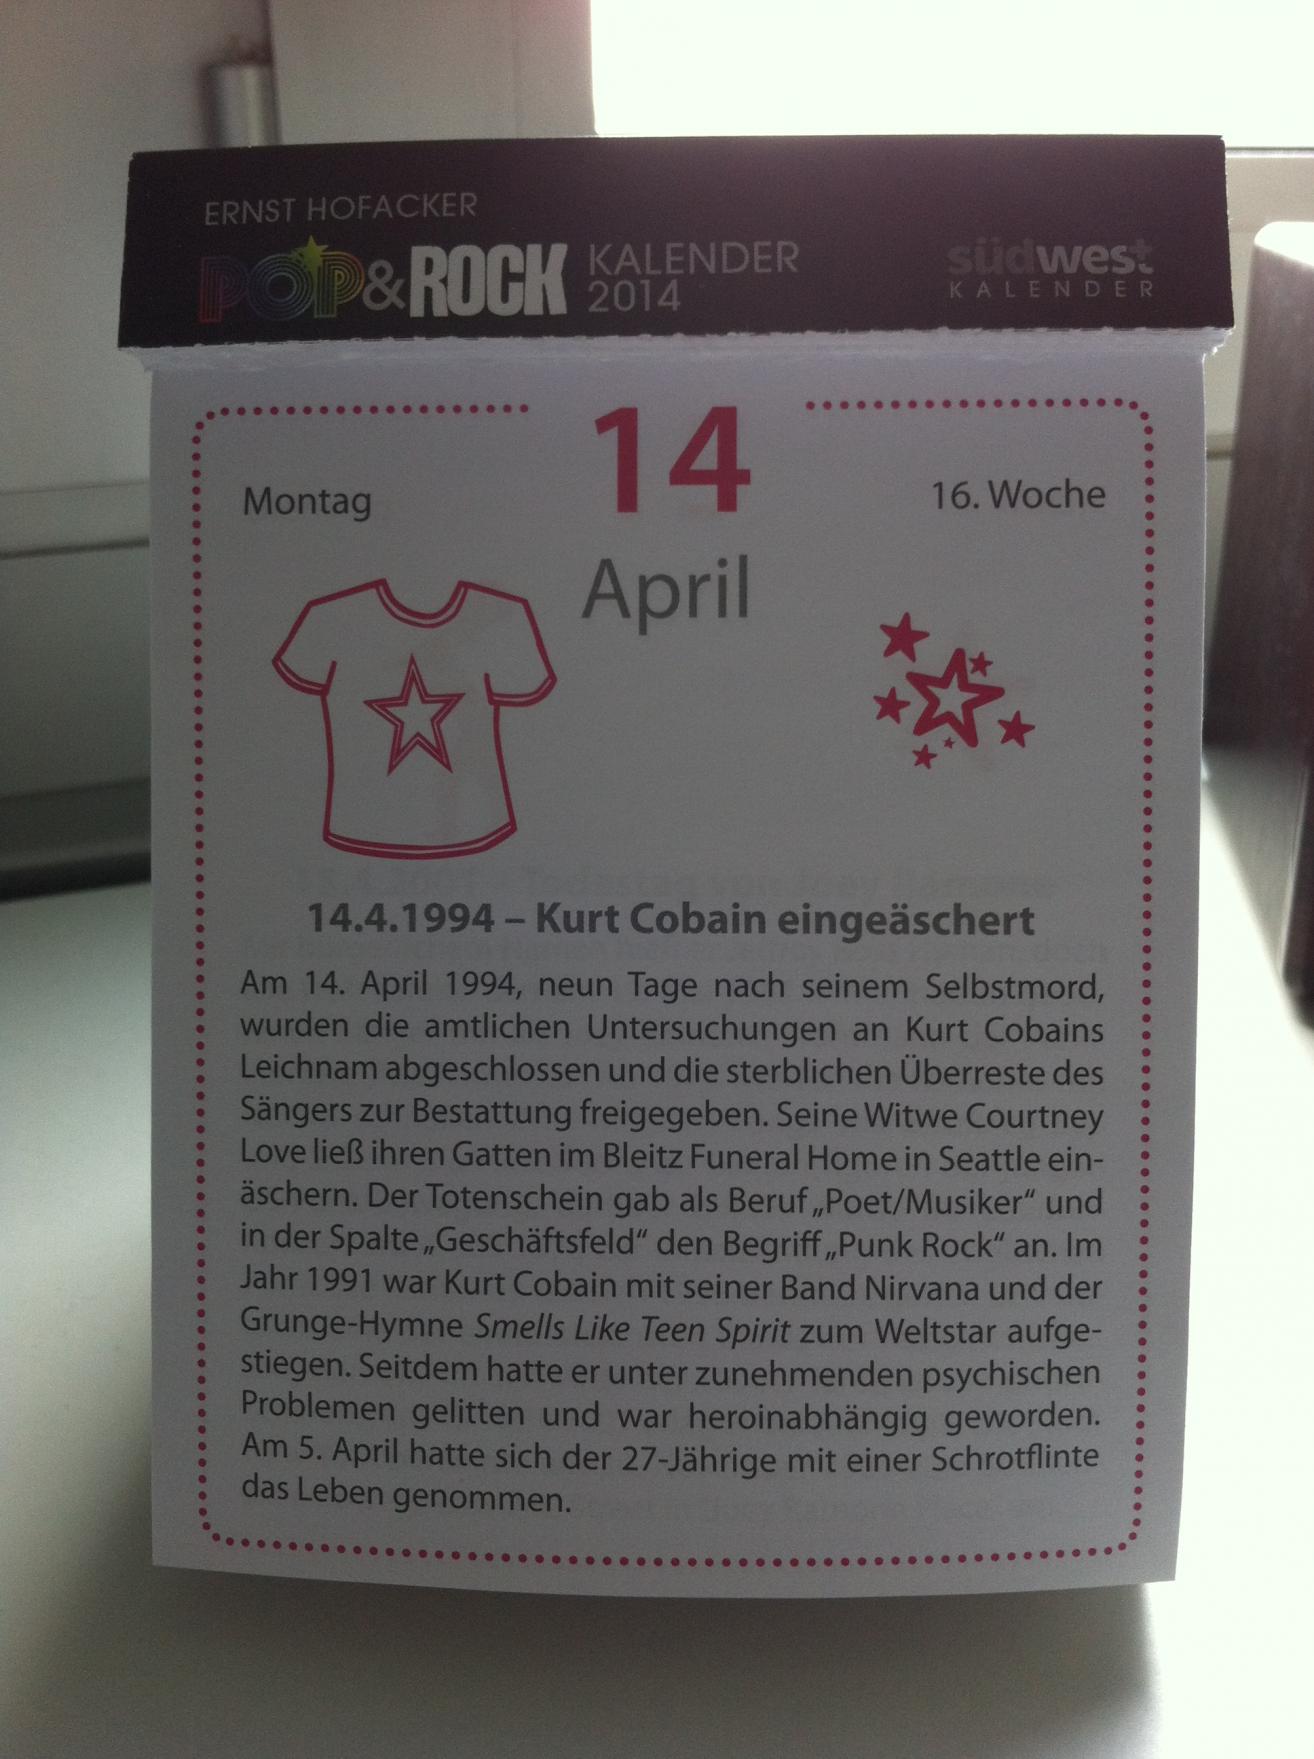 ERNST HOFACKER
POP&ROCK KALENDER 2014
südwest
KALENDER
14
Montag
16. Woche
April
14.4.1994 – Kurt Cobain eingeäschert
Am 14. April 1994, neun Tage nach seinem Selbstmord,
wurden die amtlichen Untersuchungen an Kurt Cobains
Leichnam abgeschlossen und die sterblichen Überreste des
Sängers zur Bestattung freigegeben. Seine Witwe Courtney
Love ließ ihren Gatten im Bleitz Funeral Home in Seattle ein-
äschern. Der Totenschein gab als Beruf „Poet/Musiker“ und
in der Spalte „Geschäftsfeld“ den Begriff „Punk Rock“ an. Im
Jahr 1991 war Kurt Cobain mit seiner Band Nirvana und der
Grunge-Hymne Smells Like Teen Spirit zum Weltstar aufge-
stiegen. Seitdem hatte er unter zunehmenden psychischen
Problemen gelitten und war heroinabhängig geworden.
Am 5. April hatte sich der 27-Jährige mit einer Schrotflinte
das Leben genommen.